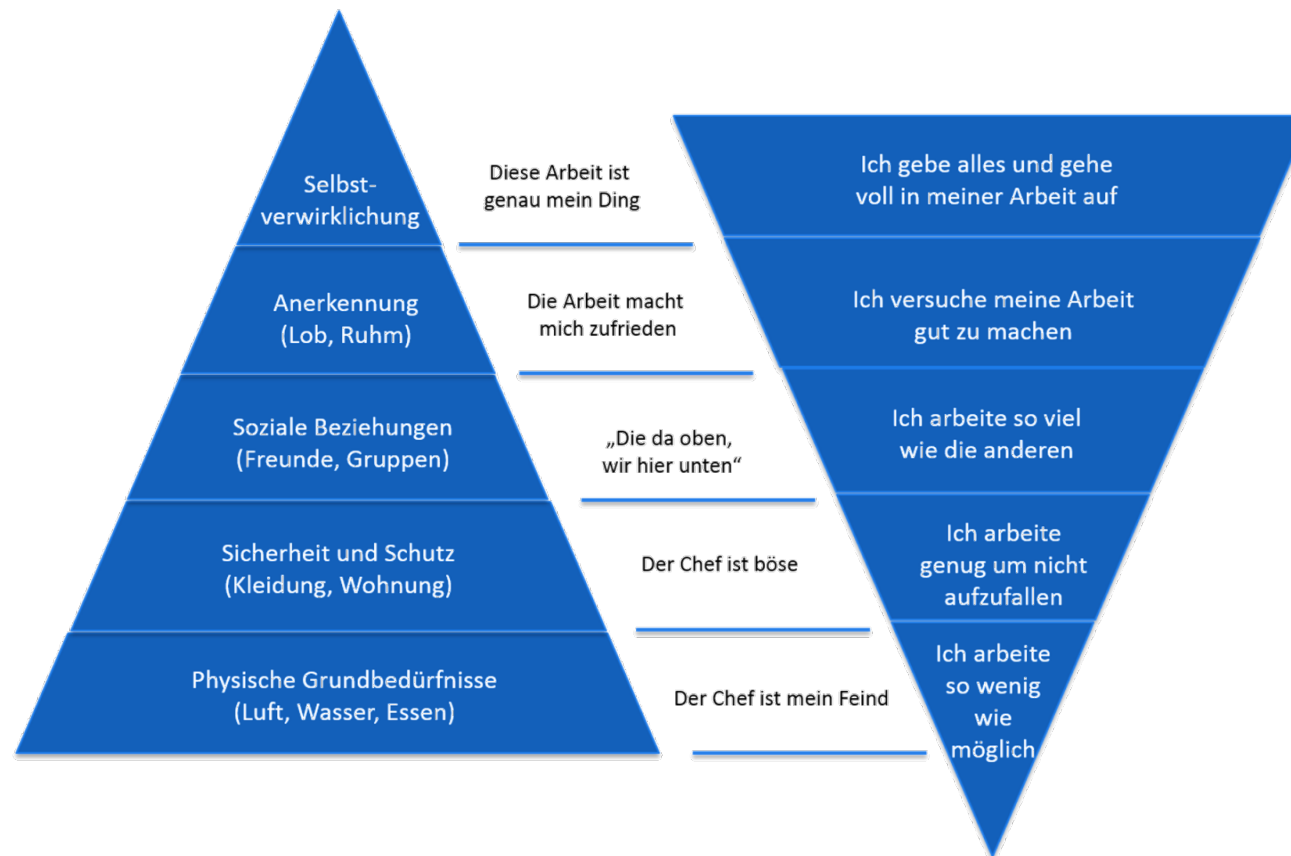 Selbst-
verwirklichung
Diese Arbeit ist
genau mein Ding
Ich gebe alles und gehe
voll in meiner Arbeit auf
Anerkennung
(Lob, Ruhm)
Die Arbeit macht
mich zufrieden
Ich versuche meine Arbeit
gut zu machen
Soziale Beziehungen
(Freunde, Gruppen)
„Die da oben,
wir hier unten“
Ich arbeite so viel
wie die anderen
Sicherheit und Schutz
(Kleidung, Wohnung)
Der Chef ist böse
Ich arbeite
genug um nicht
aufzufallen
Physische Grundbedürfnisse
(Luft, Wasser, Essen)
Der Chef ist mein Feind
Ich arbeite
so wenig
wie
möglich